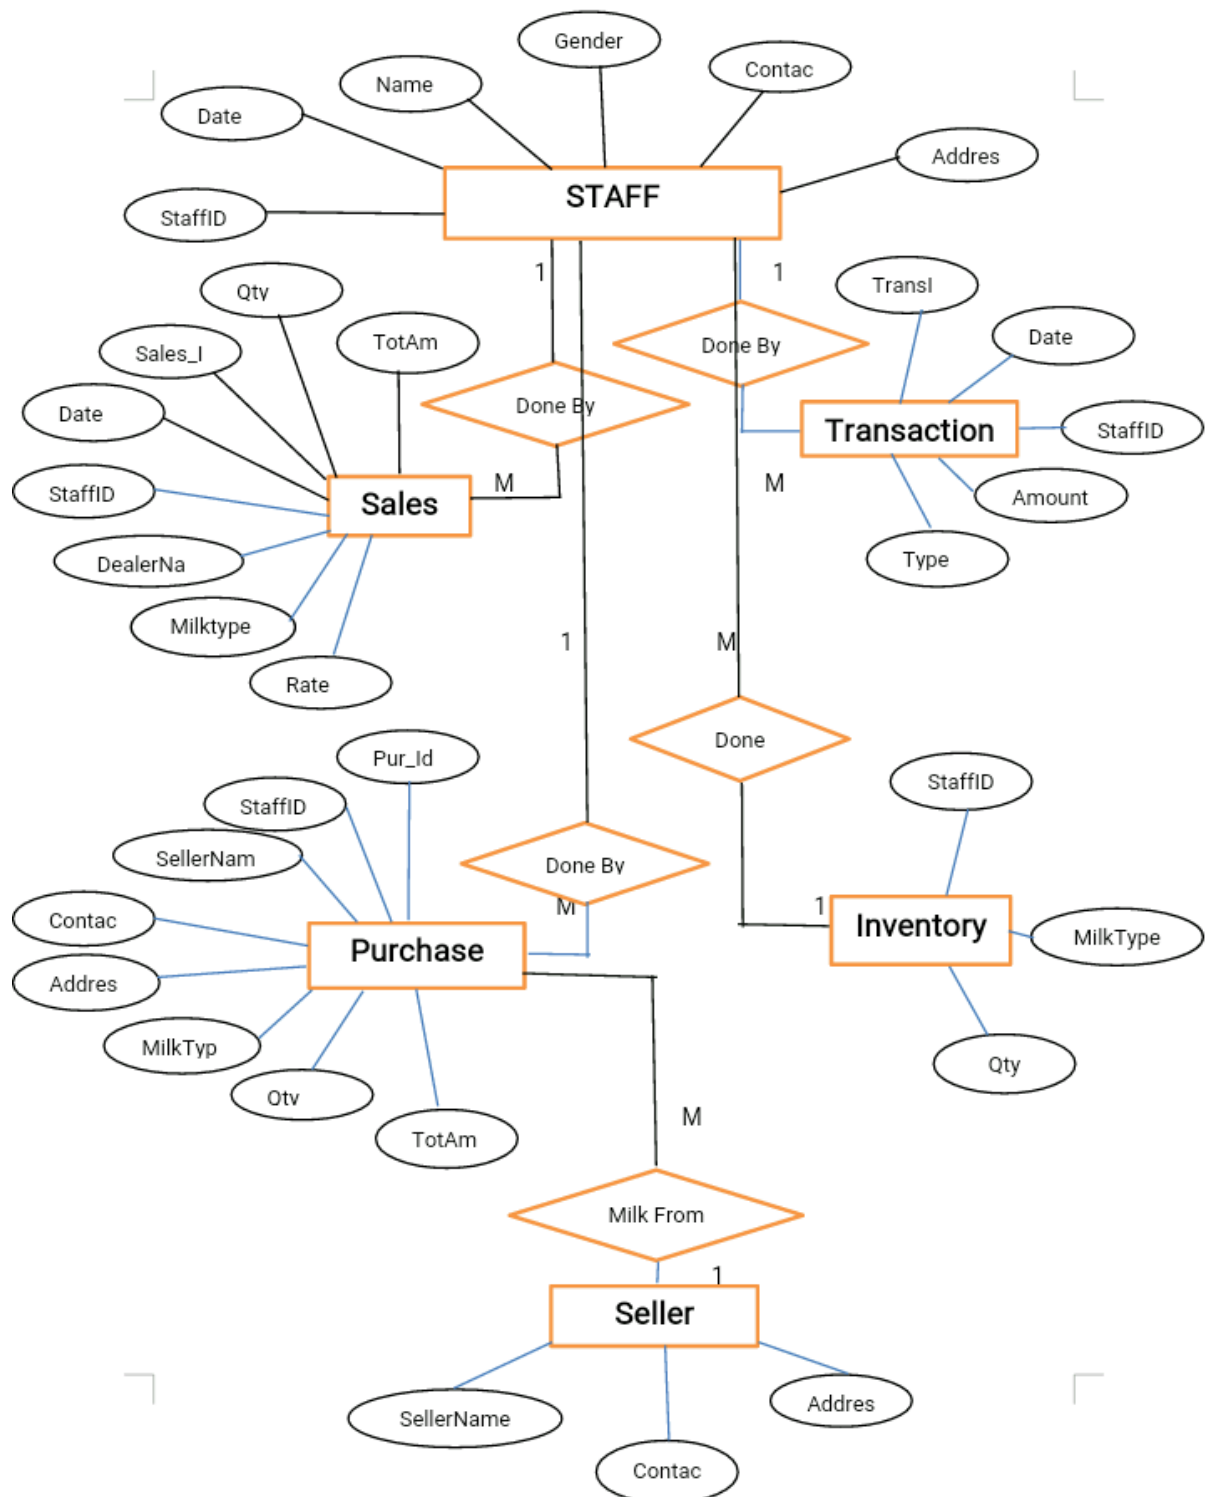 Gender
Contac
Name
Date
Addres
STAFF
StaffID
1
1
TransI
Qty
Date
TotAm
Sales_I
Done By
Done By
Date
Transaction
StaffID
M
M
StaffID
Sales
Amount
DealerNa
Type
Milktype
1
M
Rate
Done
Pur_Id
StaffID
StaffID
SellerNam
Done By
M
1
Contac
Inventory
MilkType
Purchase
Addres
MilkTyp
Qty
Qty
M
TotAm
Milk From
1
Seller
Addres
SellerName
Contac